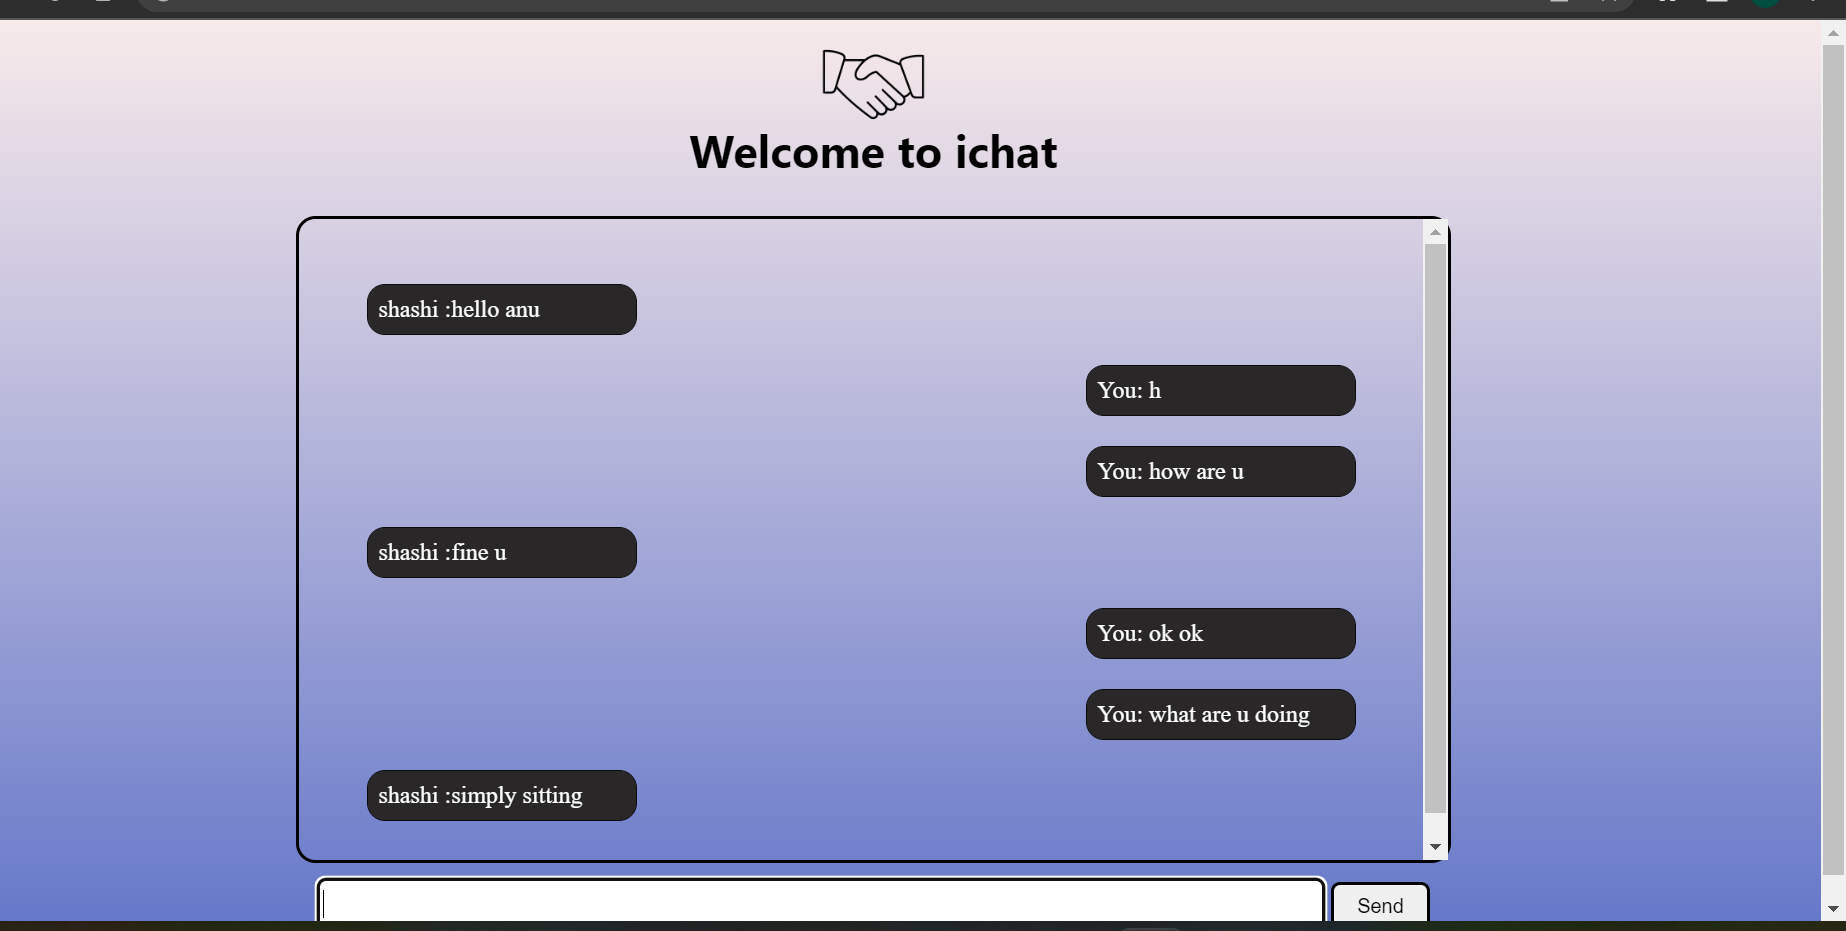 Welcome to ichat
shashi :hello anu
You: h
You: how are u
shashi :fine u
You: ok ok
You: what are u doing
shashi :simply sitting
Send